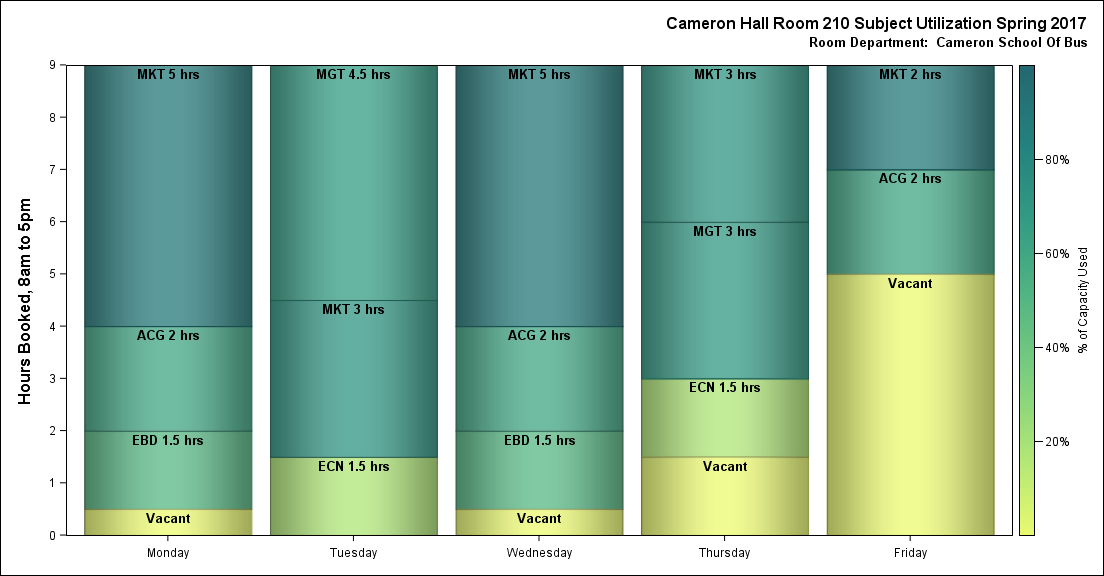 Cameron Hall Room 210 Subject Utilization Spring 2017
Room Department:  Cameron School Of Bus
Hours Booked, 8am to 5pm
9
8
7
6
5
4
3
2
1
0
MKT 5 hrs
ACG 2 hrs
EBD 1.5 hrs
Vacant
MGT 4.5 hrs
MKT 3 hrs
ECN 1.5 hrs
MKT 5 hrs
ACG 2 hrs
EBD 1.5 hrs
Vacant
MKT 3 hrs
MGT 3 hrs
ECN 1.5 hrs
Vacant
MKT 2 hrs
ACG 2 hrs
Vacant
Monday
Tuesday
Wednesday
Thursday
Friday
80%
60%
40%
20%
% of Capacity Used